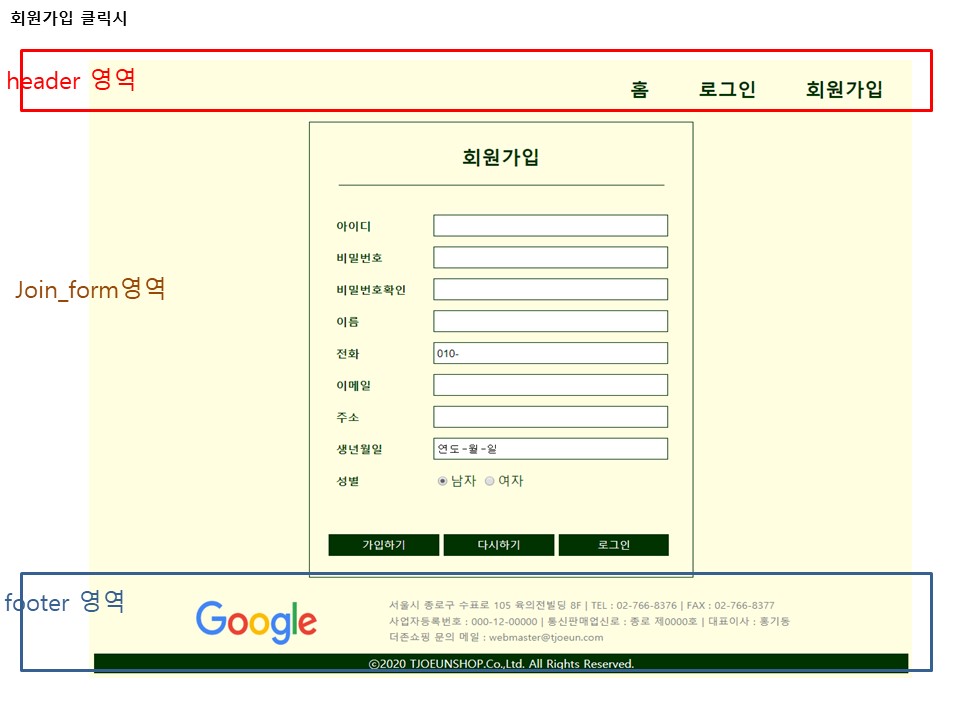 회원가입 클릭시
header 영역
홈 로그인 회원가입
회원가입
아이디
비밀번호
비밀번호확인
Join_form영역
이름
전화 010-
이메일
주소
생년월일 연도-월-일
성별 남자 여자
가입하기 다시하기 로그인
footer 영역
Google
서울시 종로구 수표로 105 육의전빌딩 8F | TEL : 02-766-8376 | FAX : 02-766-8377
사업자등록번호 : 000-12-00000 | 통신판매업신로 : 종로 제0000호 | 대표이사 : 홍기동
더존쇼핑 문의 메일 : webmaster@tjoeun.com
©2020 TJOEUNSHOP.Co.,Ltd. All Rights Reserved.